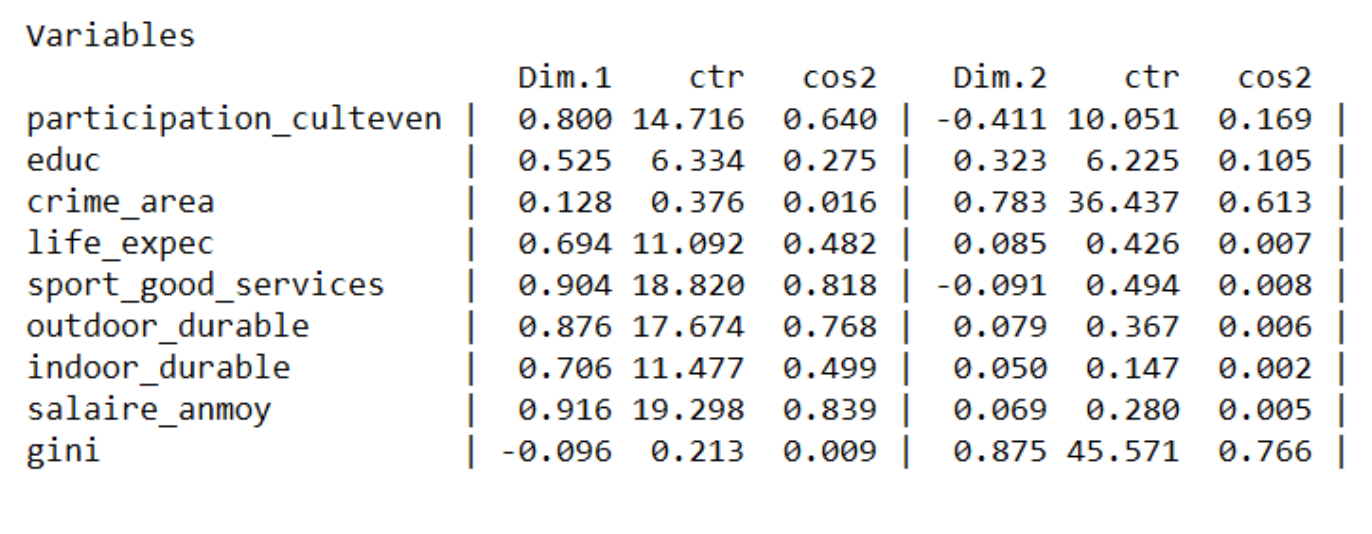 Variables
Dim.1 ctr cos2 Dim.2 ctr cos2
participation_culteven | 0.800 14.716 0.640 | -0.411 10.051 0.169 |
educ | 0.525 6.334 0.275 | 0.323 6.225 0.105 |
crime_area | 0.128 0.376 0.016 | 0.783 36.437 0.613 |
life_expec | 0.694 11.092 0.482 | 0.085 0.426 0.007 |
sport_good_services | 0.904 18.820 0.818 | -0.091 0.494 0.008 |
outdoor_durable | 0.876 17.674 0.768 | 0.079 0.367 0.006 |
indoor_durable | 0.706 11.477 0.499 | 0.050 0.147 0.002 |
salaire_anmoy | 0.916 19.298 0.839 | 0.069 0.280 0.005 |
gini | -0.096 0.213 0.009 | 0.875 45.571 0.766 |